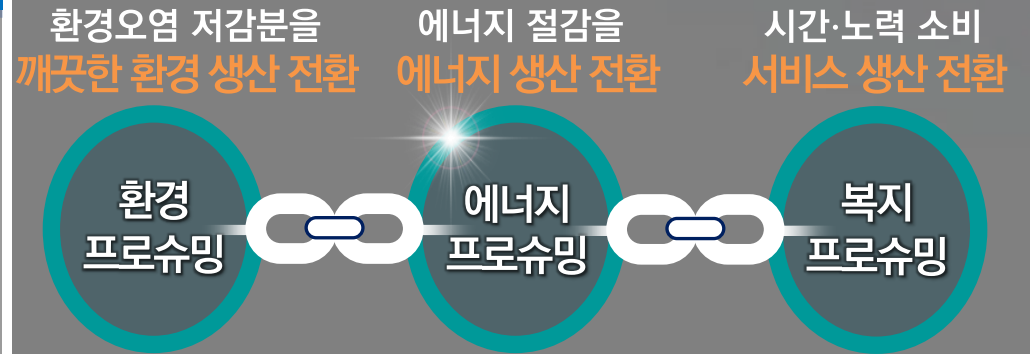 환경오염 저감분을
깨끗한 환경 생산 전환
에너지 절감을
에너지 생산 전환
시간·노력 소비
서비스 생산 전환
환경
프로슈밍
에너지
프로슈밍
복지
프로슈밍